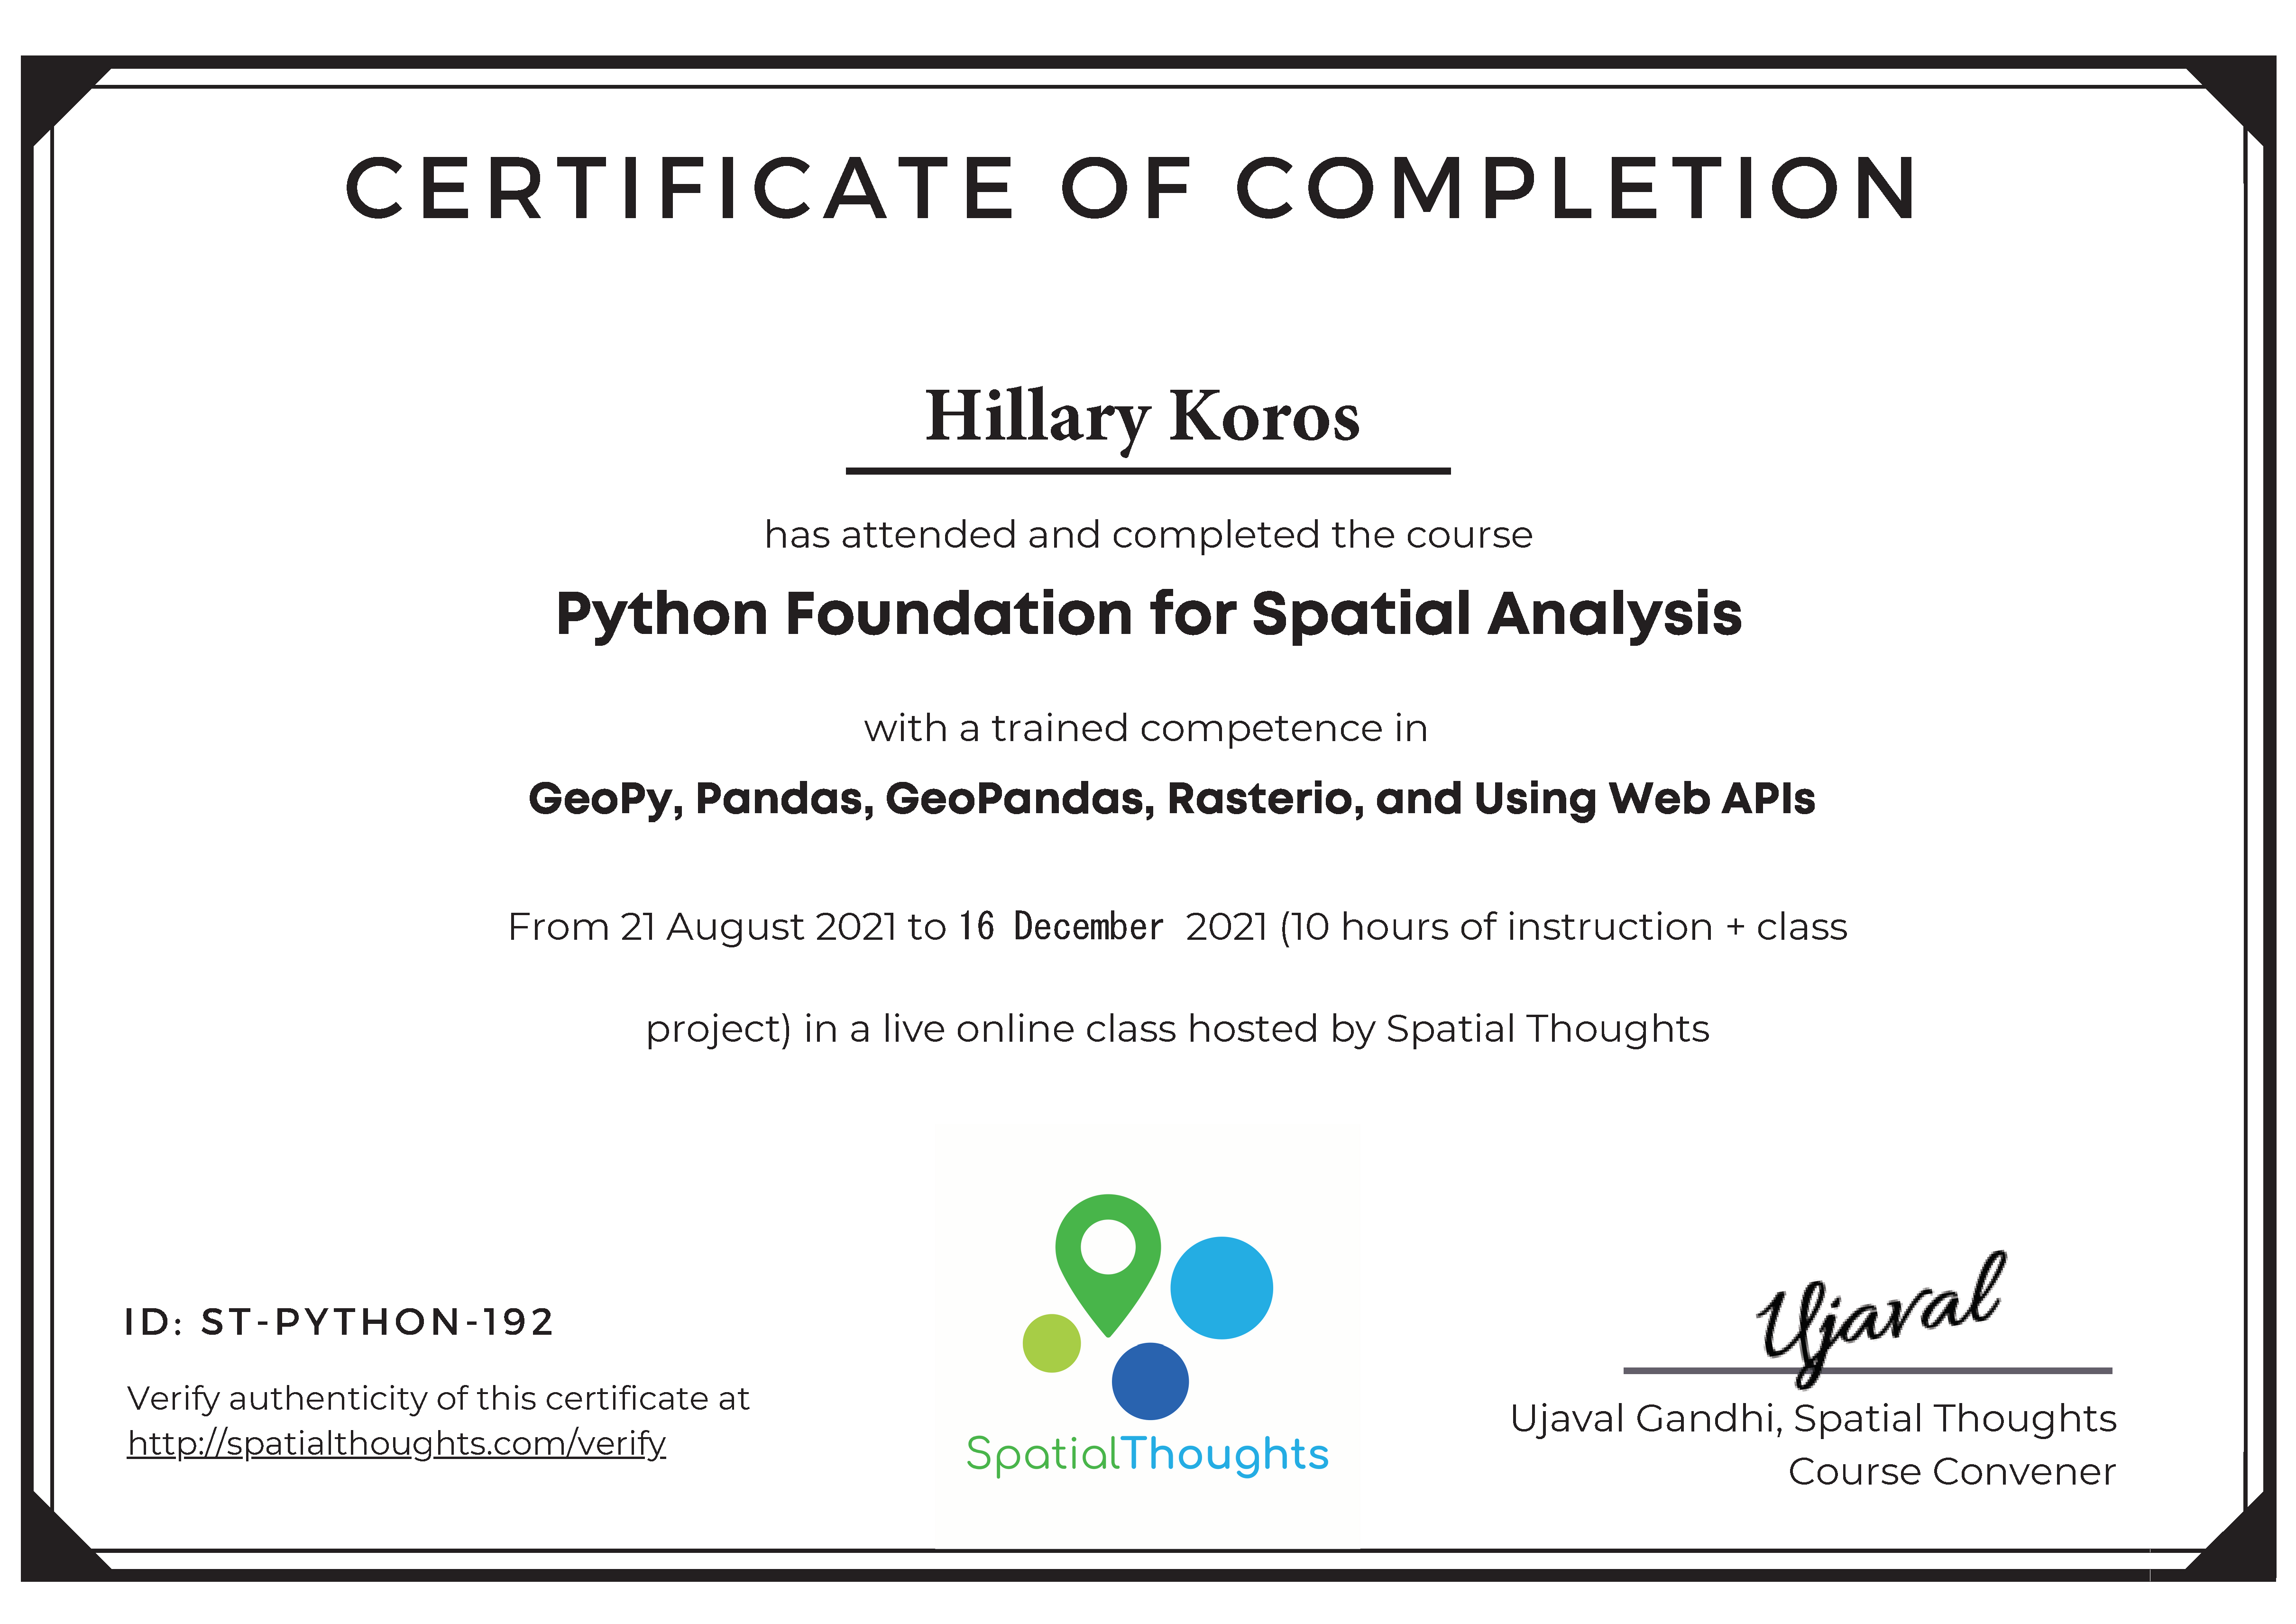 CERTIFICATE OF COMPLETION
Hillary Koros
has attended and completed the course
Python Foundation for Spatial Analysis
with a trained competence in
GeoPy, Pandas, GeoPandas, Rasterio, and Using Web APIs
From 21 August 2021 to 16 December 2021 (10 hours of instruction + class
project) in a live online class hosted by Spatial Thoughts
ID: ST-PYTHON-192
Verify authenticity of this certificate at
http://spatialthoughts.com/verify
SpatialThoughts
Ujaval
Ujaval Gandhi, Spatial Thoughts
Course Convener